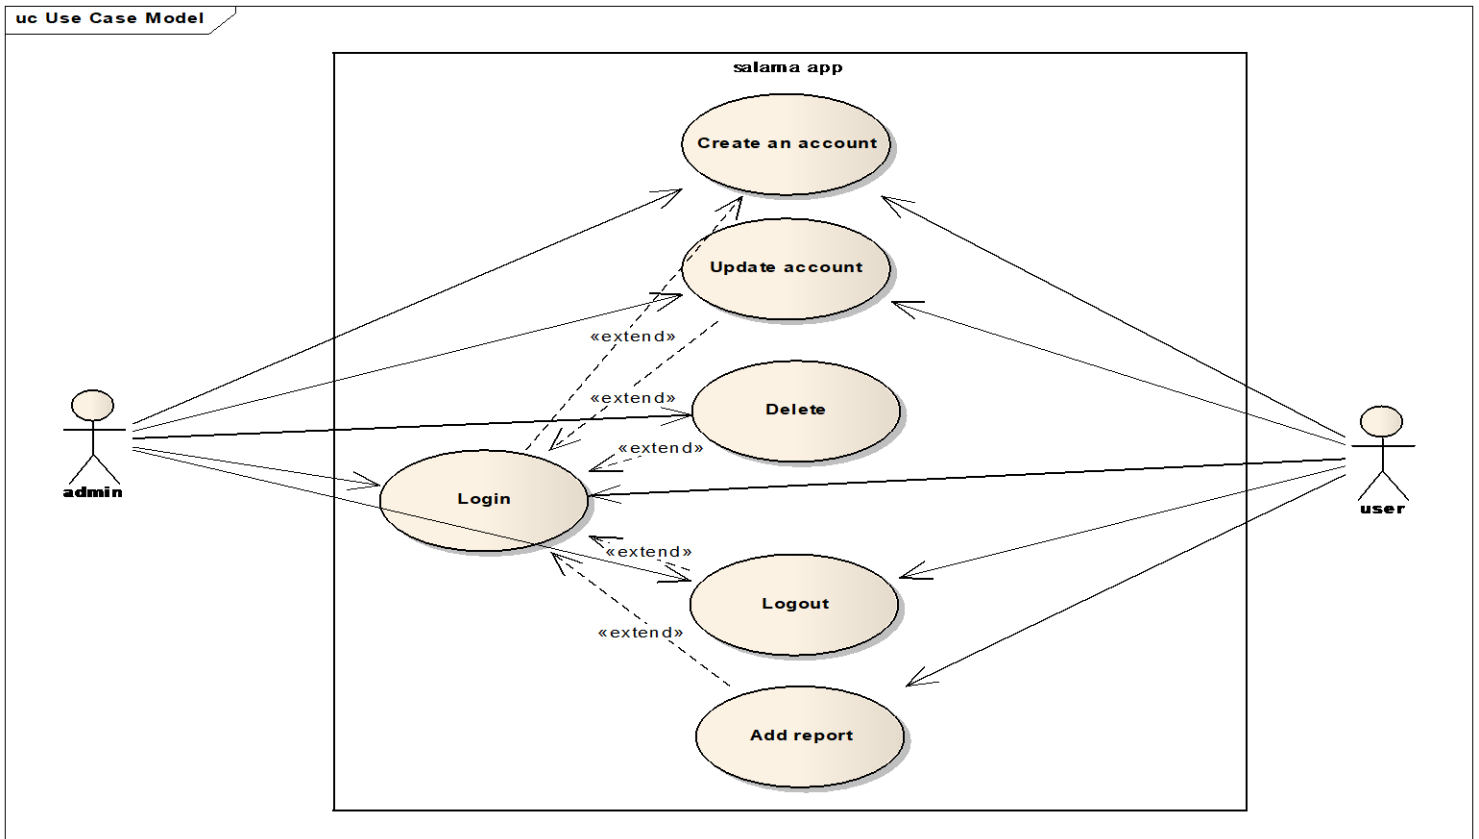 uc Use Case Model
salama app
Create an account
Update account
«extend»
«extend»
Delete
«extend»
Login
admin
user
«extend»
Logout
«extend»
Add report